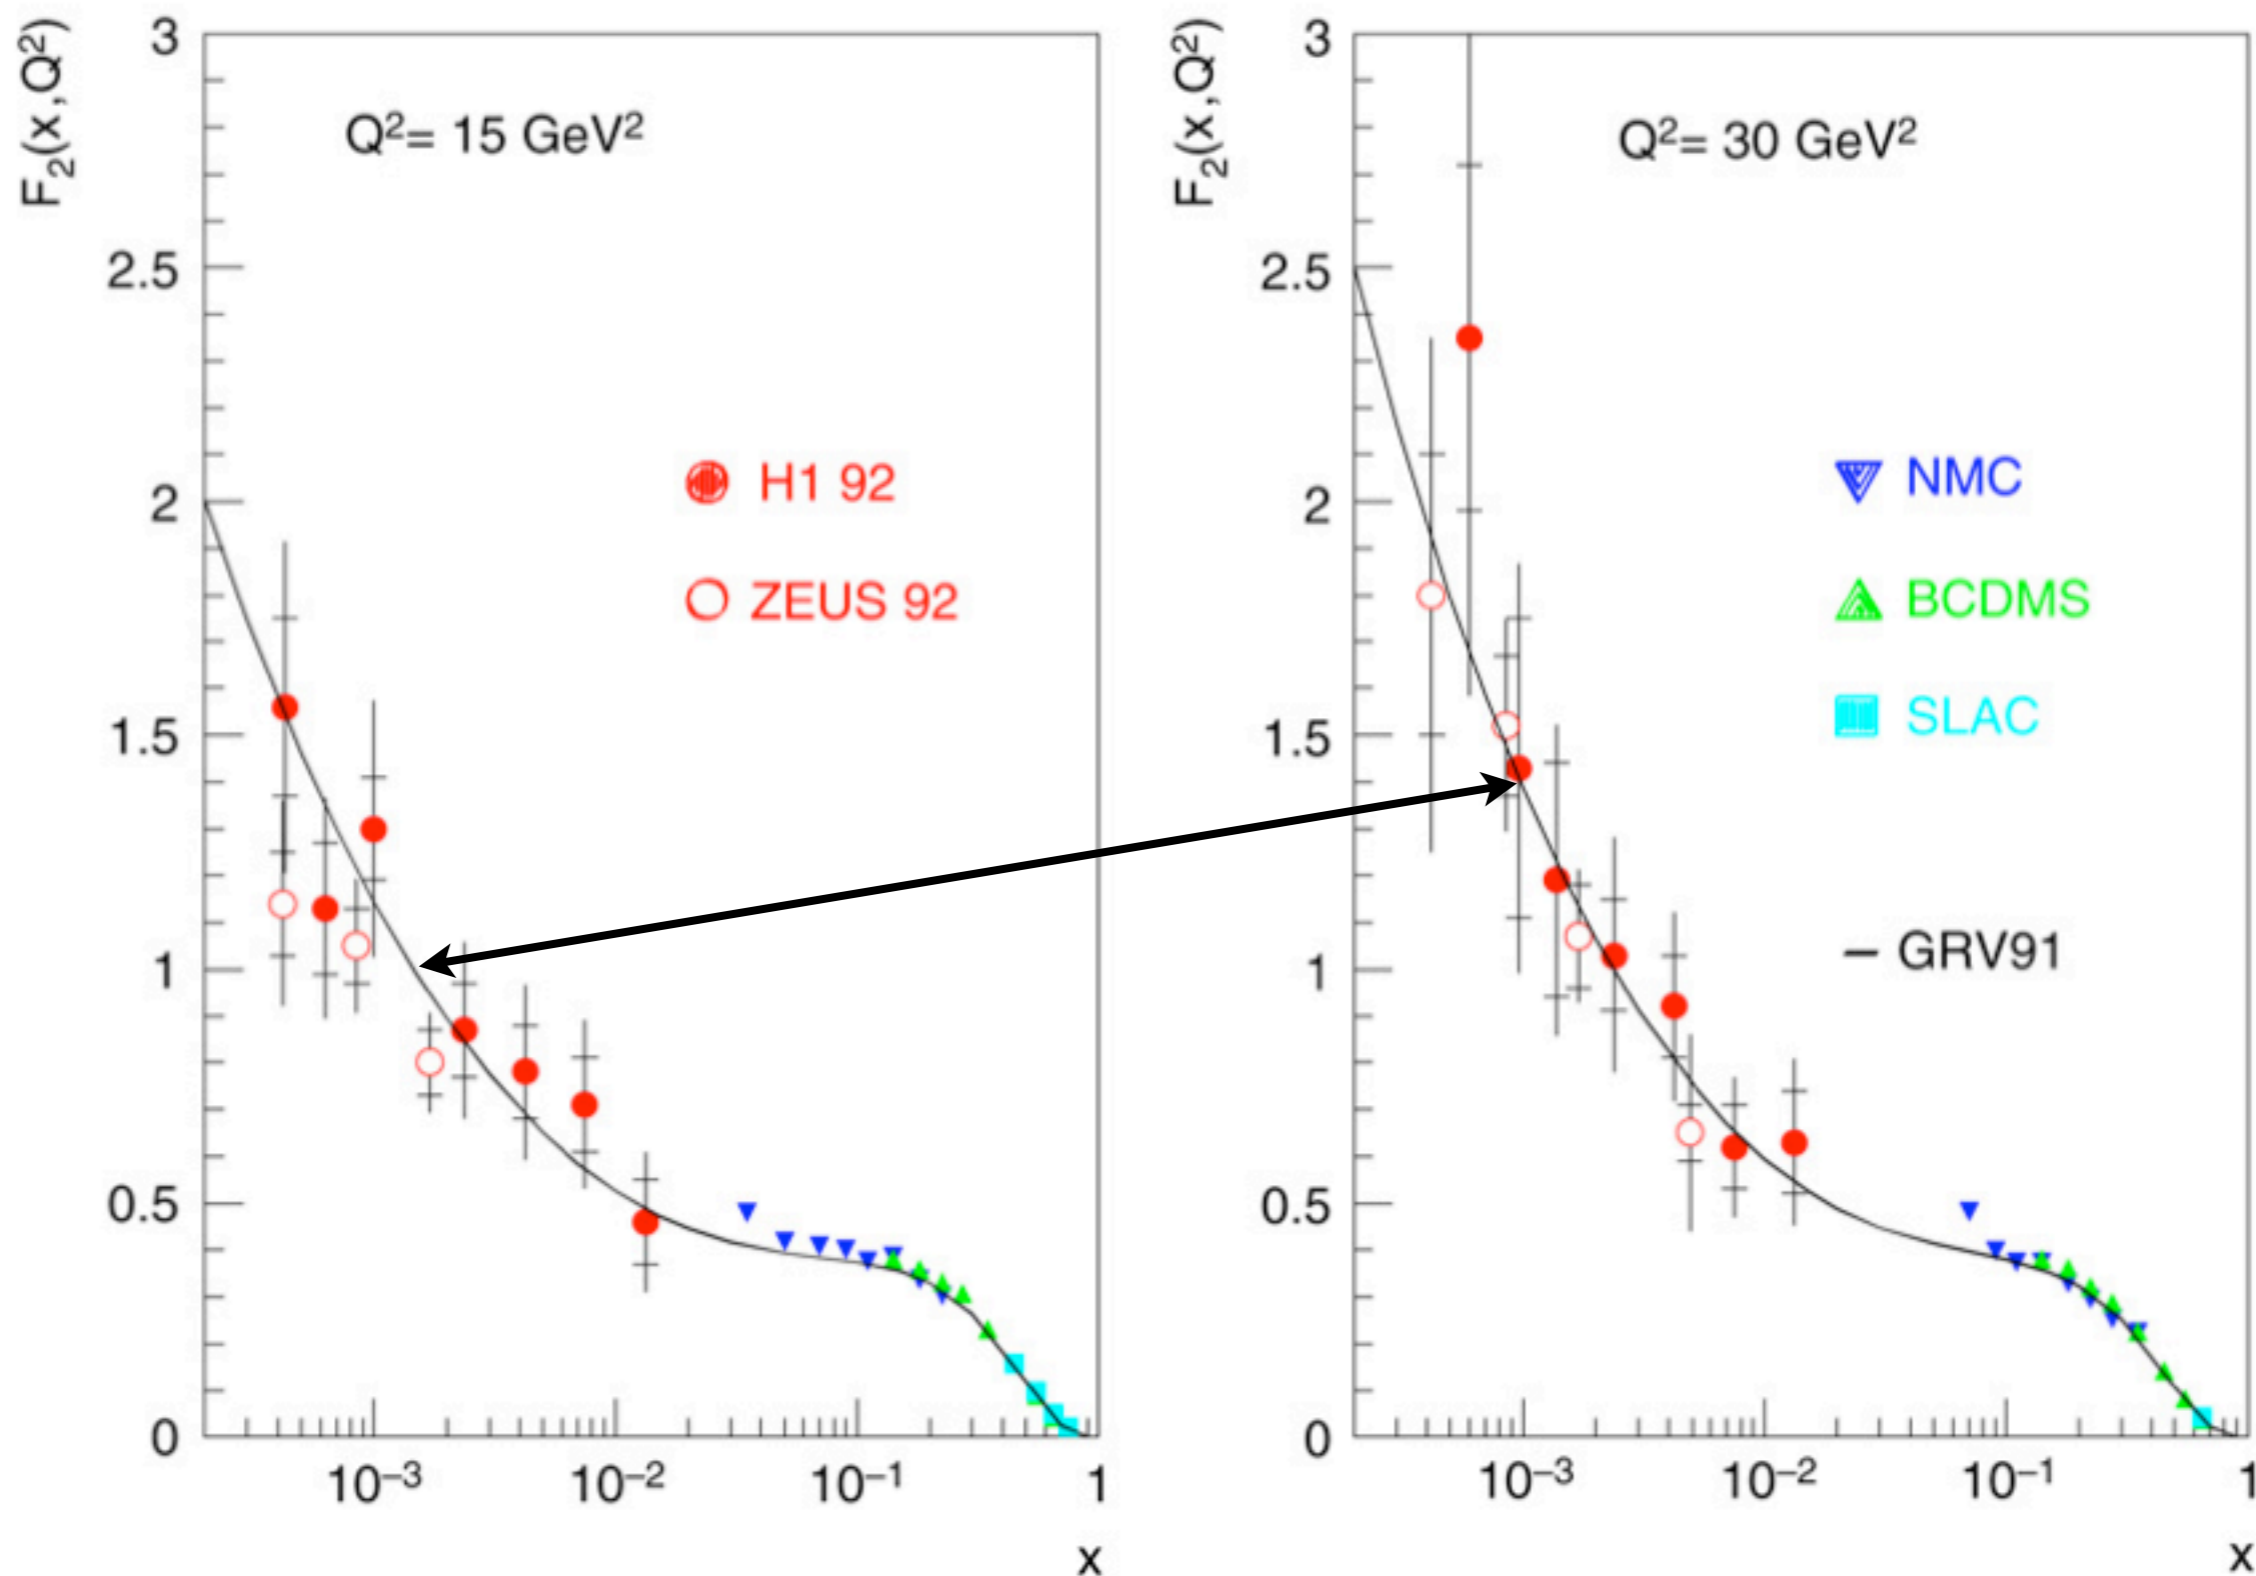 F₂(x,Q²)
3
2.5
2
1.5
1
0.5
0
Q²= 15 GeV²
H1 92
ZEUS 92
10⁻³ 10⁻² 10⁻¹ 1
x
F₂(x,Q²)
3
2.5
2
1.5
1
0.5
0
Q²= 30 GeV²
NMC
BCDMS
SLAC
– GRV91
10⁻³ 10⁻² 10⁻¹ 1
x